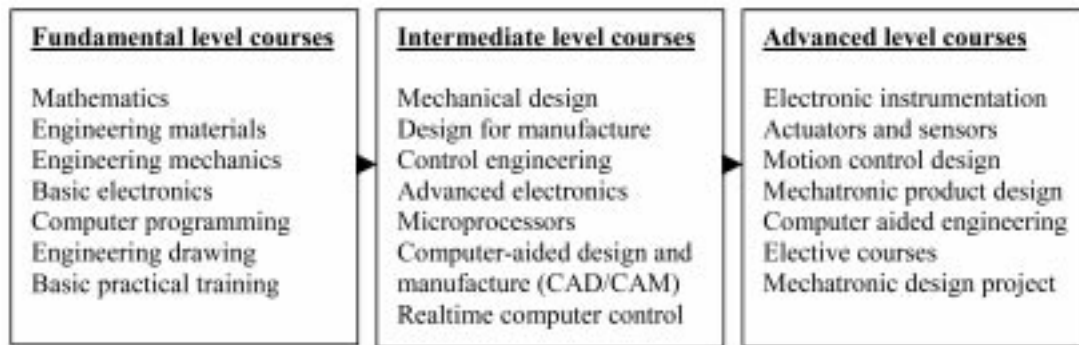 Fundamental level courses
Mathematics
Engineering materials
Engineering mechanics
Basic electronics
Computer programming
Engineering drawing
Basic practical training
Intermediate level courses
Mechanical design
Design for manufacture
Control engineering
Advanced electronics
Microprocessors
Computer-aided design and
manufacture (CAD/CAM)
Realtime computer control
Advanced level courses
Electronic instrumentation
Actuators and sensors
Motion control design
Mechatronic product design
Computer aided engineering
Elective courses
Mechatronic design project